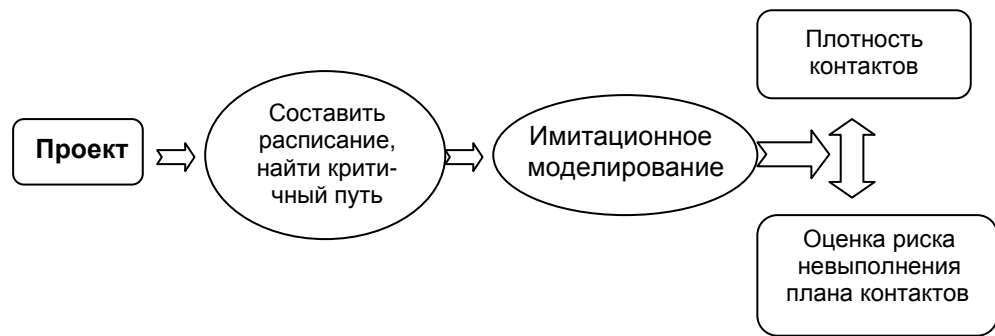 Проект
Составить
расписание,
найти крити-
чный путь
Имитационное
моделирование
Плотность
контактов
Оценка риска
невыполнения
плана контактов